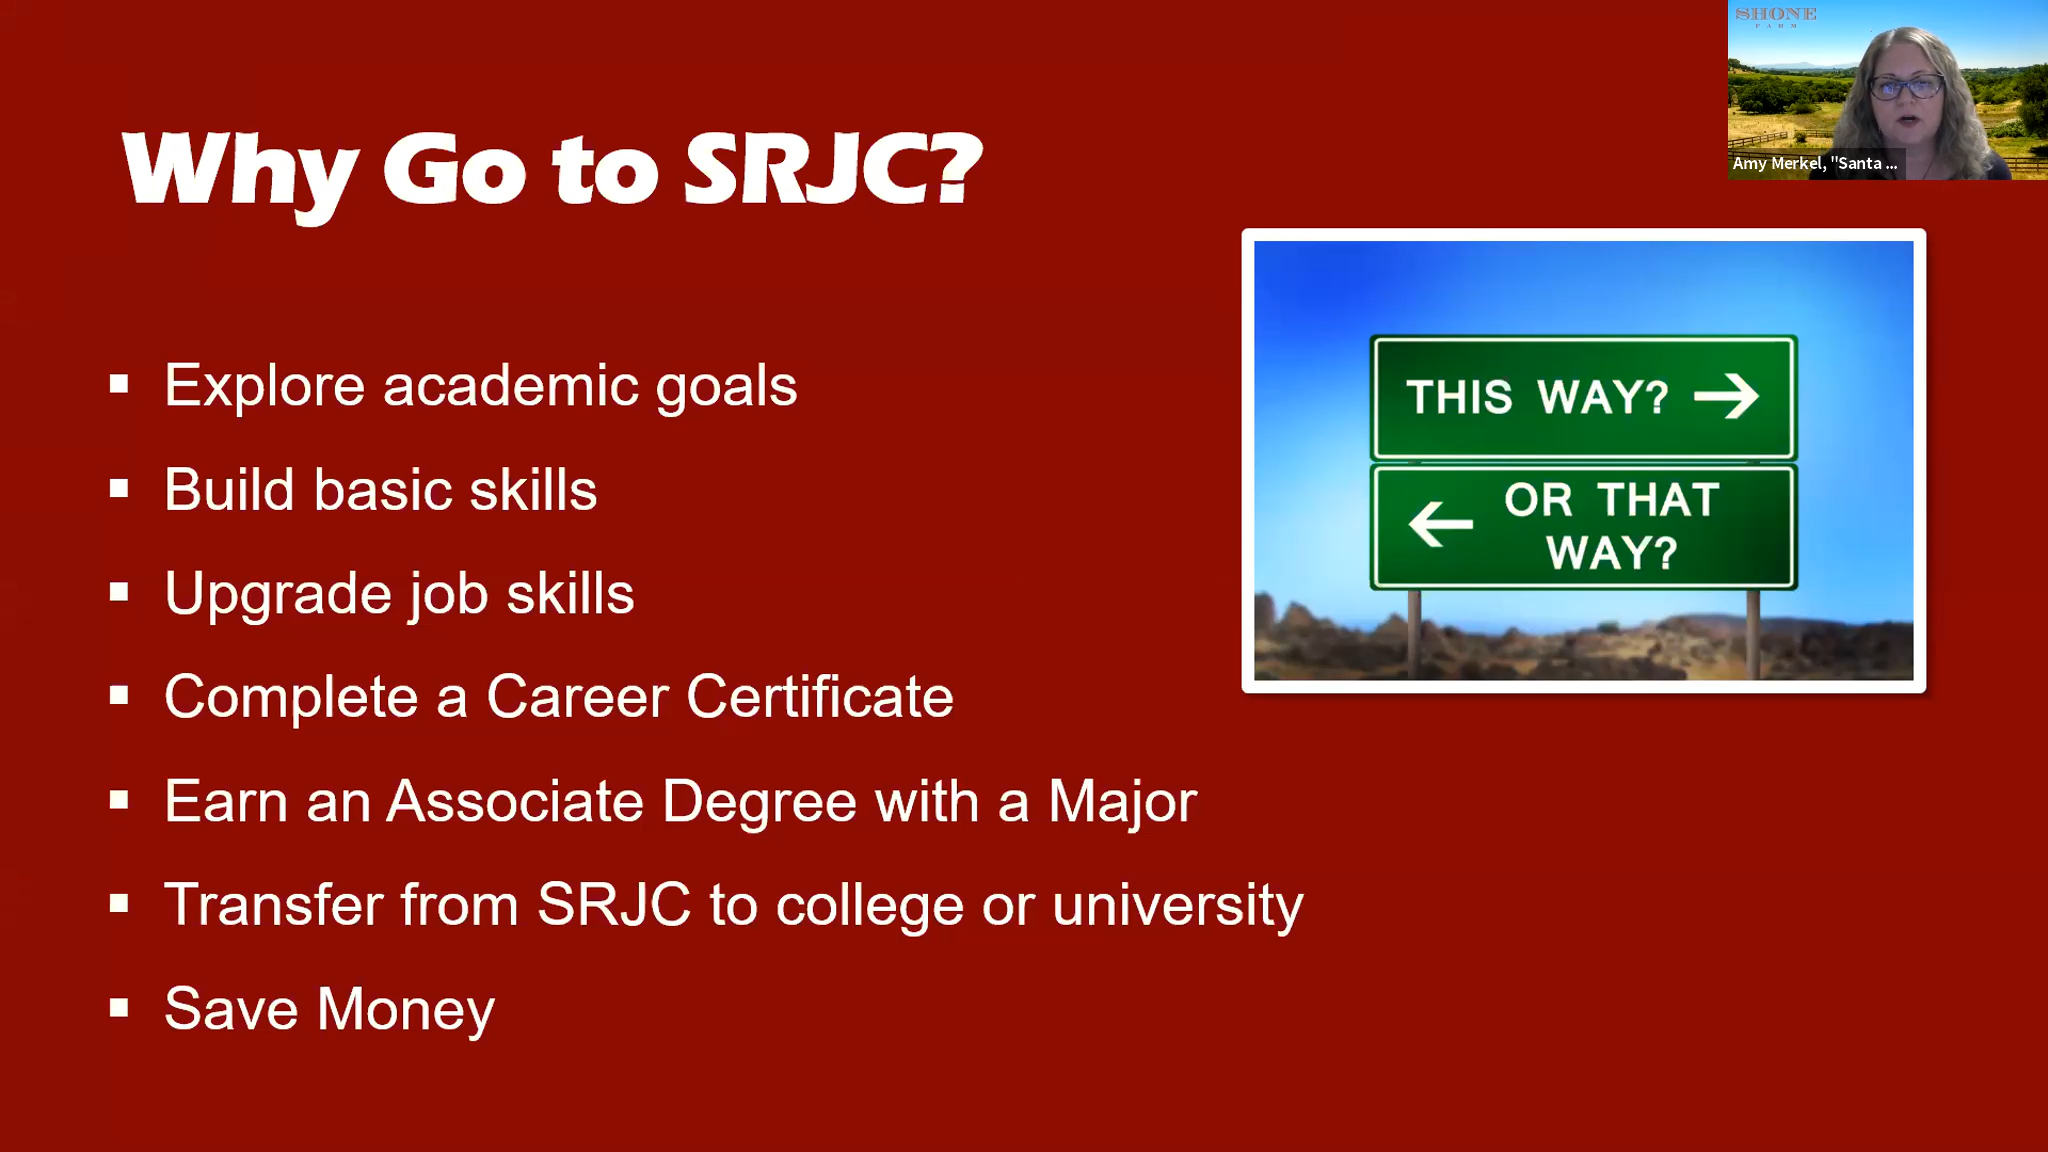 SHONE
FARM
Amy Merkel, "Santa ...
Why Go to SRJC?
THIS WAY? →
← OR THAT
WAY?
▪ Explore academic goals
▪ Build basic skills
▪ Upgrade job skills
▪ Complete a Career Certificate
▪ Earn an Associate Degree with a Major
▪ Transfer from SRJC to college or university
▪ Save Money